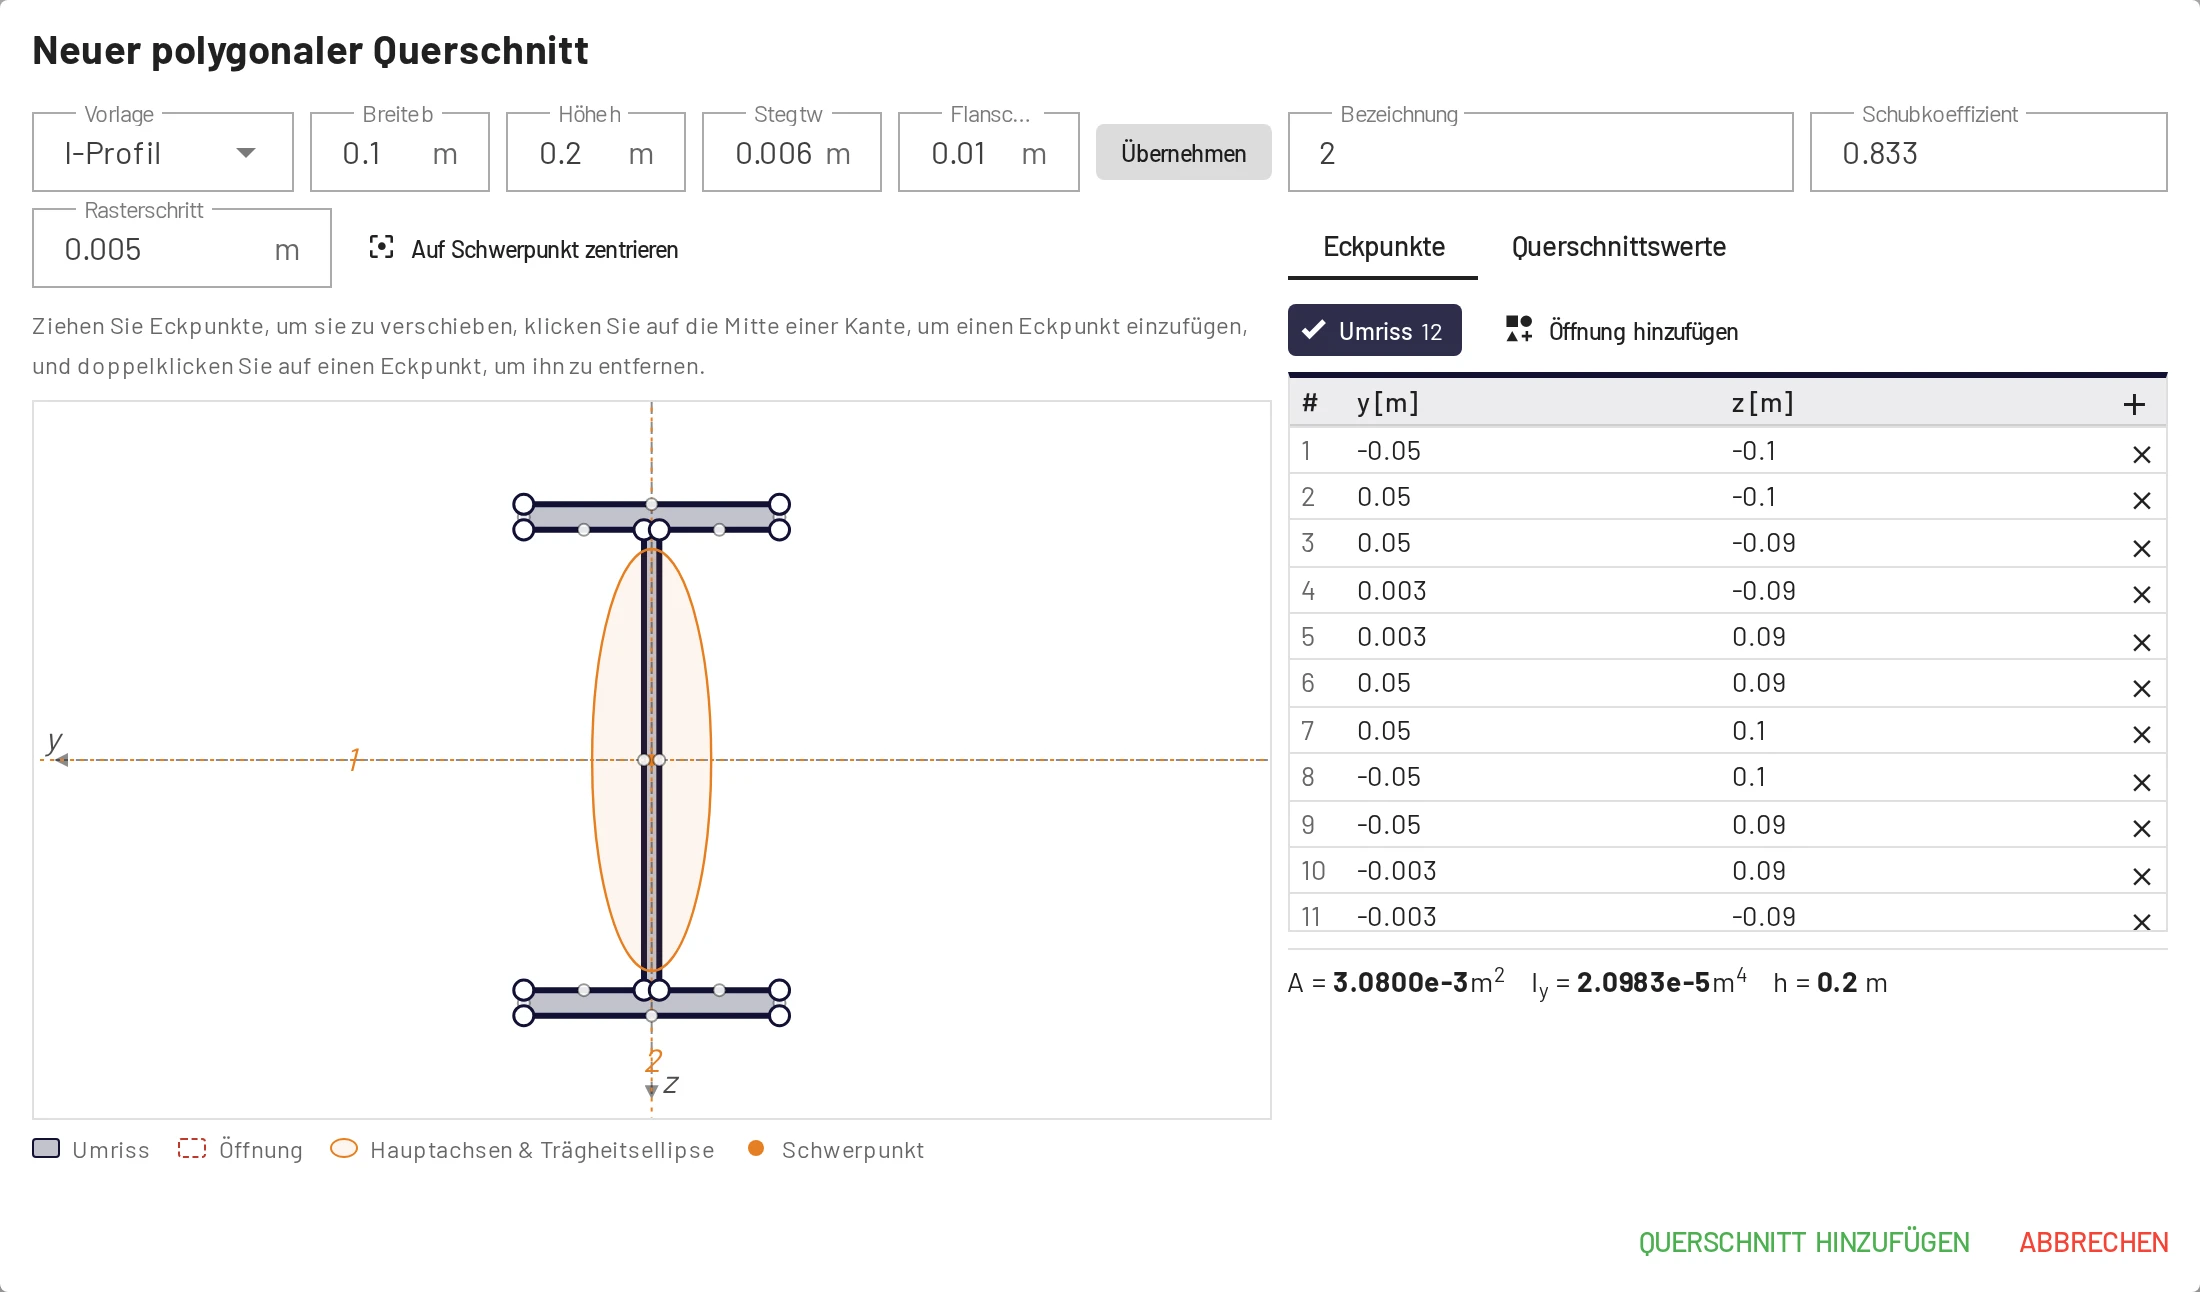 Neuer polygonaler Querschnitt
Vorlage
I-Profil
Breite b
0.1 m
Höhe h
0.2 m
Steg tw
0.006 m
Flansc...
0.01 m
Übernehmen
Bezeichnung
2
Schubkoeffizient
0.833
Rasterschritt
0.005 m
Auf Schwerpunkt zentrieren
Eckpunkte Querschnittswerte
Ziehen Sie Eckpunkte, um sie zu verschieben, klicken Sie auf die Mitte einer Kante, um einen Eckpunkt einzufügen,
und doppelklicken Sie auf einen Eckpunkt, um ihn zu entfernen.
Umriss 12
Öffnung hinzufügen
# y [m] z [m]
1 -0.05 -0.1
2 0.05 -0.1
3 0.05 -0.09
4 0.003 -0.09
5 0.003 0.09
6 0.05 0.09
7 0.05 0.1
8 -0.05 0.1
9 -0.05 0.09
10 -0.003 0.09
11 -0.003 -0.09
A = 3.0800e-3 m² I_y = 2.0983e-5 m⁴ h = 0.2 m
y
1
2
z
Umriss Öffnung Hauptachsen & Trägheitsellipse Schwerpunkt
QUERSCHNITT HINZUFÜGEN ABBRECHEN